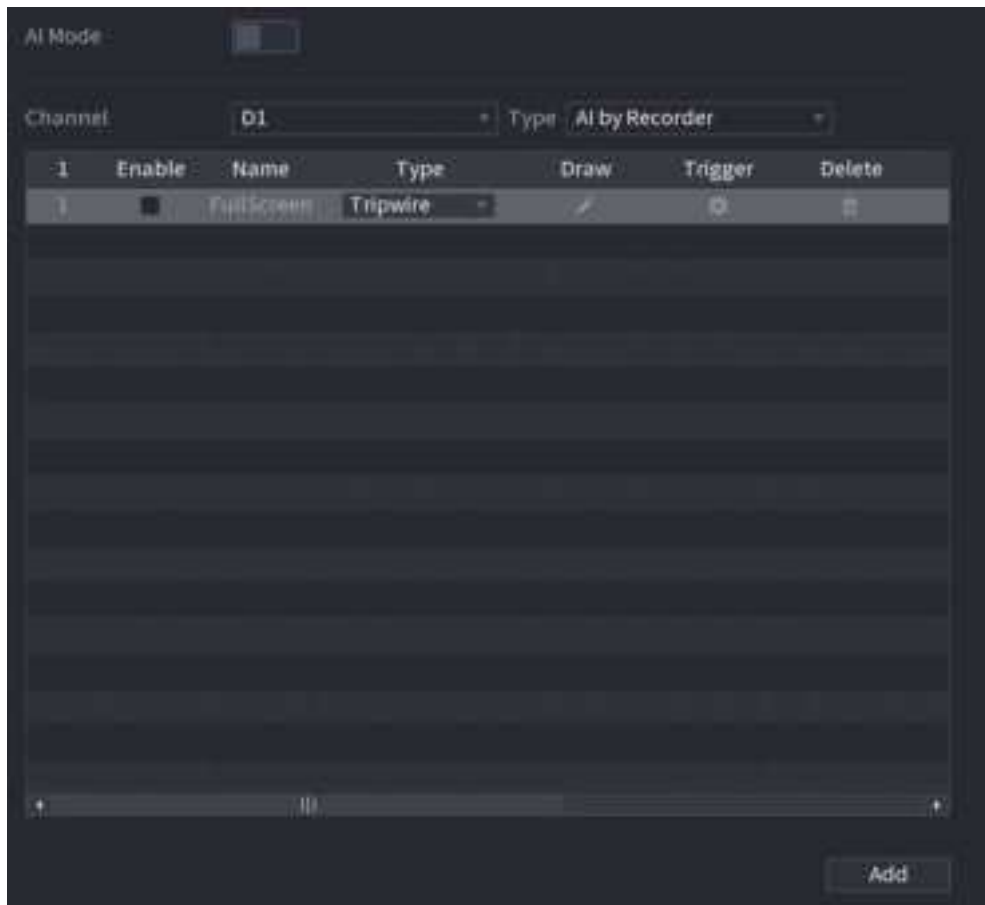 AI Mode
Channel D1 Type AI by Recorder
1 Enable Name Type Draw Trigger Delete
1 FullScreen Tripwire
Add